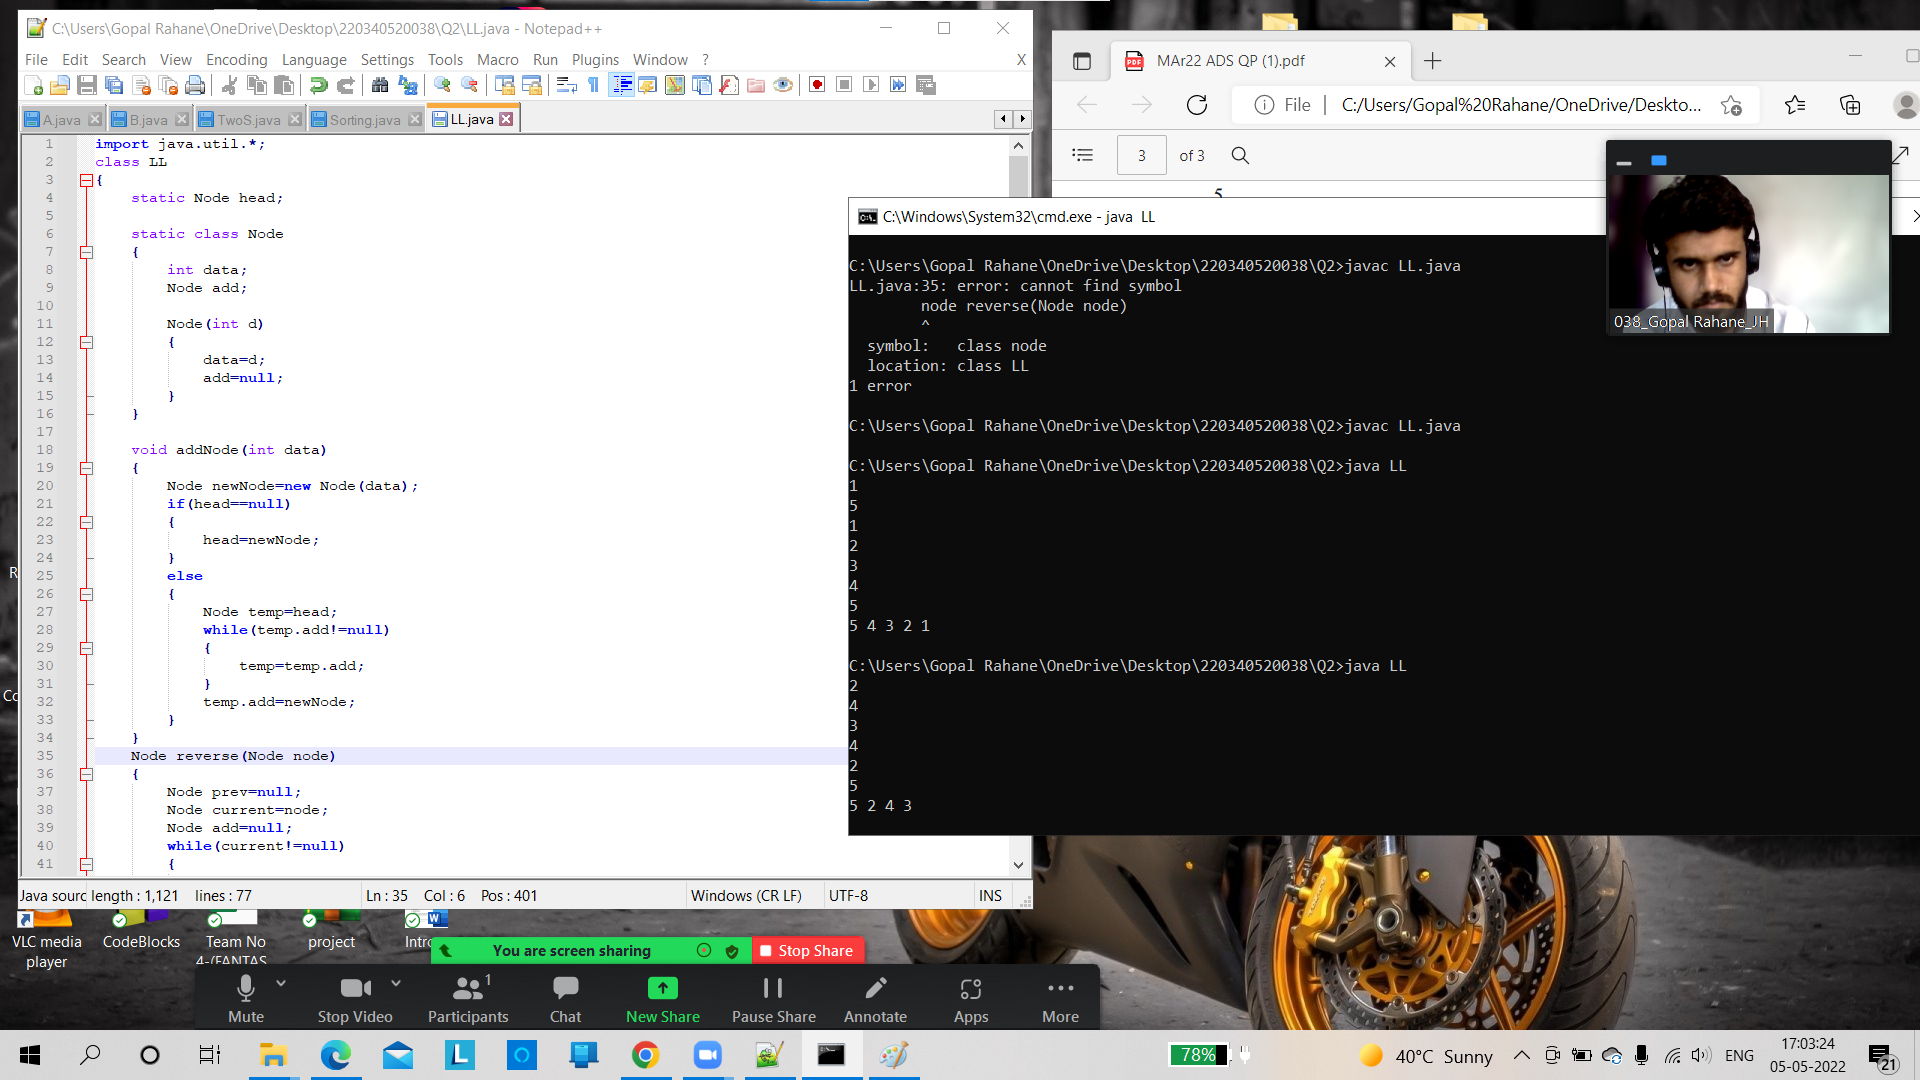 C:\Users\Gopal Rahane\OneDrive\Desktop\220340520038\Q2\LL.java - Notepad++
File Edit Search View Encoding Language Settings Tools Macro Run Plugins Window ? X
A.java B.java TwoS.java Sorting.java LL.java
1 import java.util.*;
2 class LL
3 {
4 static Node head;
5
6 static class Node
7 {
8 int data;
9 Node add;
10
11 Node(int d)
12 {
13 data=d;
14 add=null;
15 }
16 }
17
18 void addNode(int data)
19 {
20 Node newNode=new Node(data);
21 if(head==null)
22 {
23 head=newNode;
24 }
25 else
26 {
27 Node temp=head;
28 while(temp.add!=null)
29 {
30 temp=temp.add;
31 }
32 temp.add=newNode;
33 }
34 }
35 Node reverse(Node node)
36 {
37 Node prev=null;
38 Node current=node;
39 Node add=null;
40 while(current!=null)
41 {
Java sourc length : 1,121 lines : 77 Ln : 35 Col : 6 Pos : 401 Windows (CR LF) UTF-8 INS
MAr22 ADS QP (1).pdf
File | C:/Users/Gopal%20Rahane/OneDrive/Deskto...
3 of 3
5
C:\Windows\System32\cmd.exe - java LL
C:\Users\Gopal Rahane\OneDrive\Desktop\220340520038\Q2>javac LL.java
LL.java:35: error: cannot find symbol
node reverse(Node node)
^
symbol: class node
location: class LL
1 error
C:\Users\Gopal Rahane\OneDrive\Desktop\220340520038\Q2>javac LL.java
C:\Users\Gopal Rahane\OneDrive\Desktop\220340520038\Q2>java LL
1
5
1
2
3
4
5
5 4 3 2 1
C:\Users\Gopal Rahane\OneDrive\Desktop\220340520038\Q2>java LL
2
4
3
4
2
5
5 2 4 3
038_Gopal Rahane_JH
R
Co
VLC media player
CodeBlocks
Team No 4-(FANTAS
project
Intro
You are screen sharing Stop Share
Mute Stop Video Participants 1 Chat New Share Pause Share Annotate Apps More
78% 40°C Sunny ENG 17:03:24
05-05-2022 21